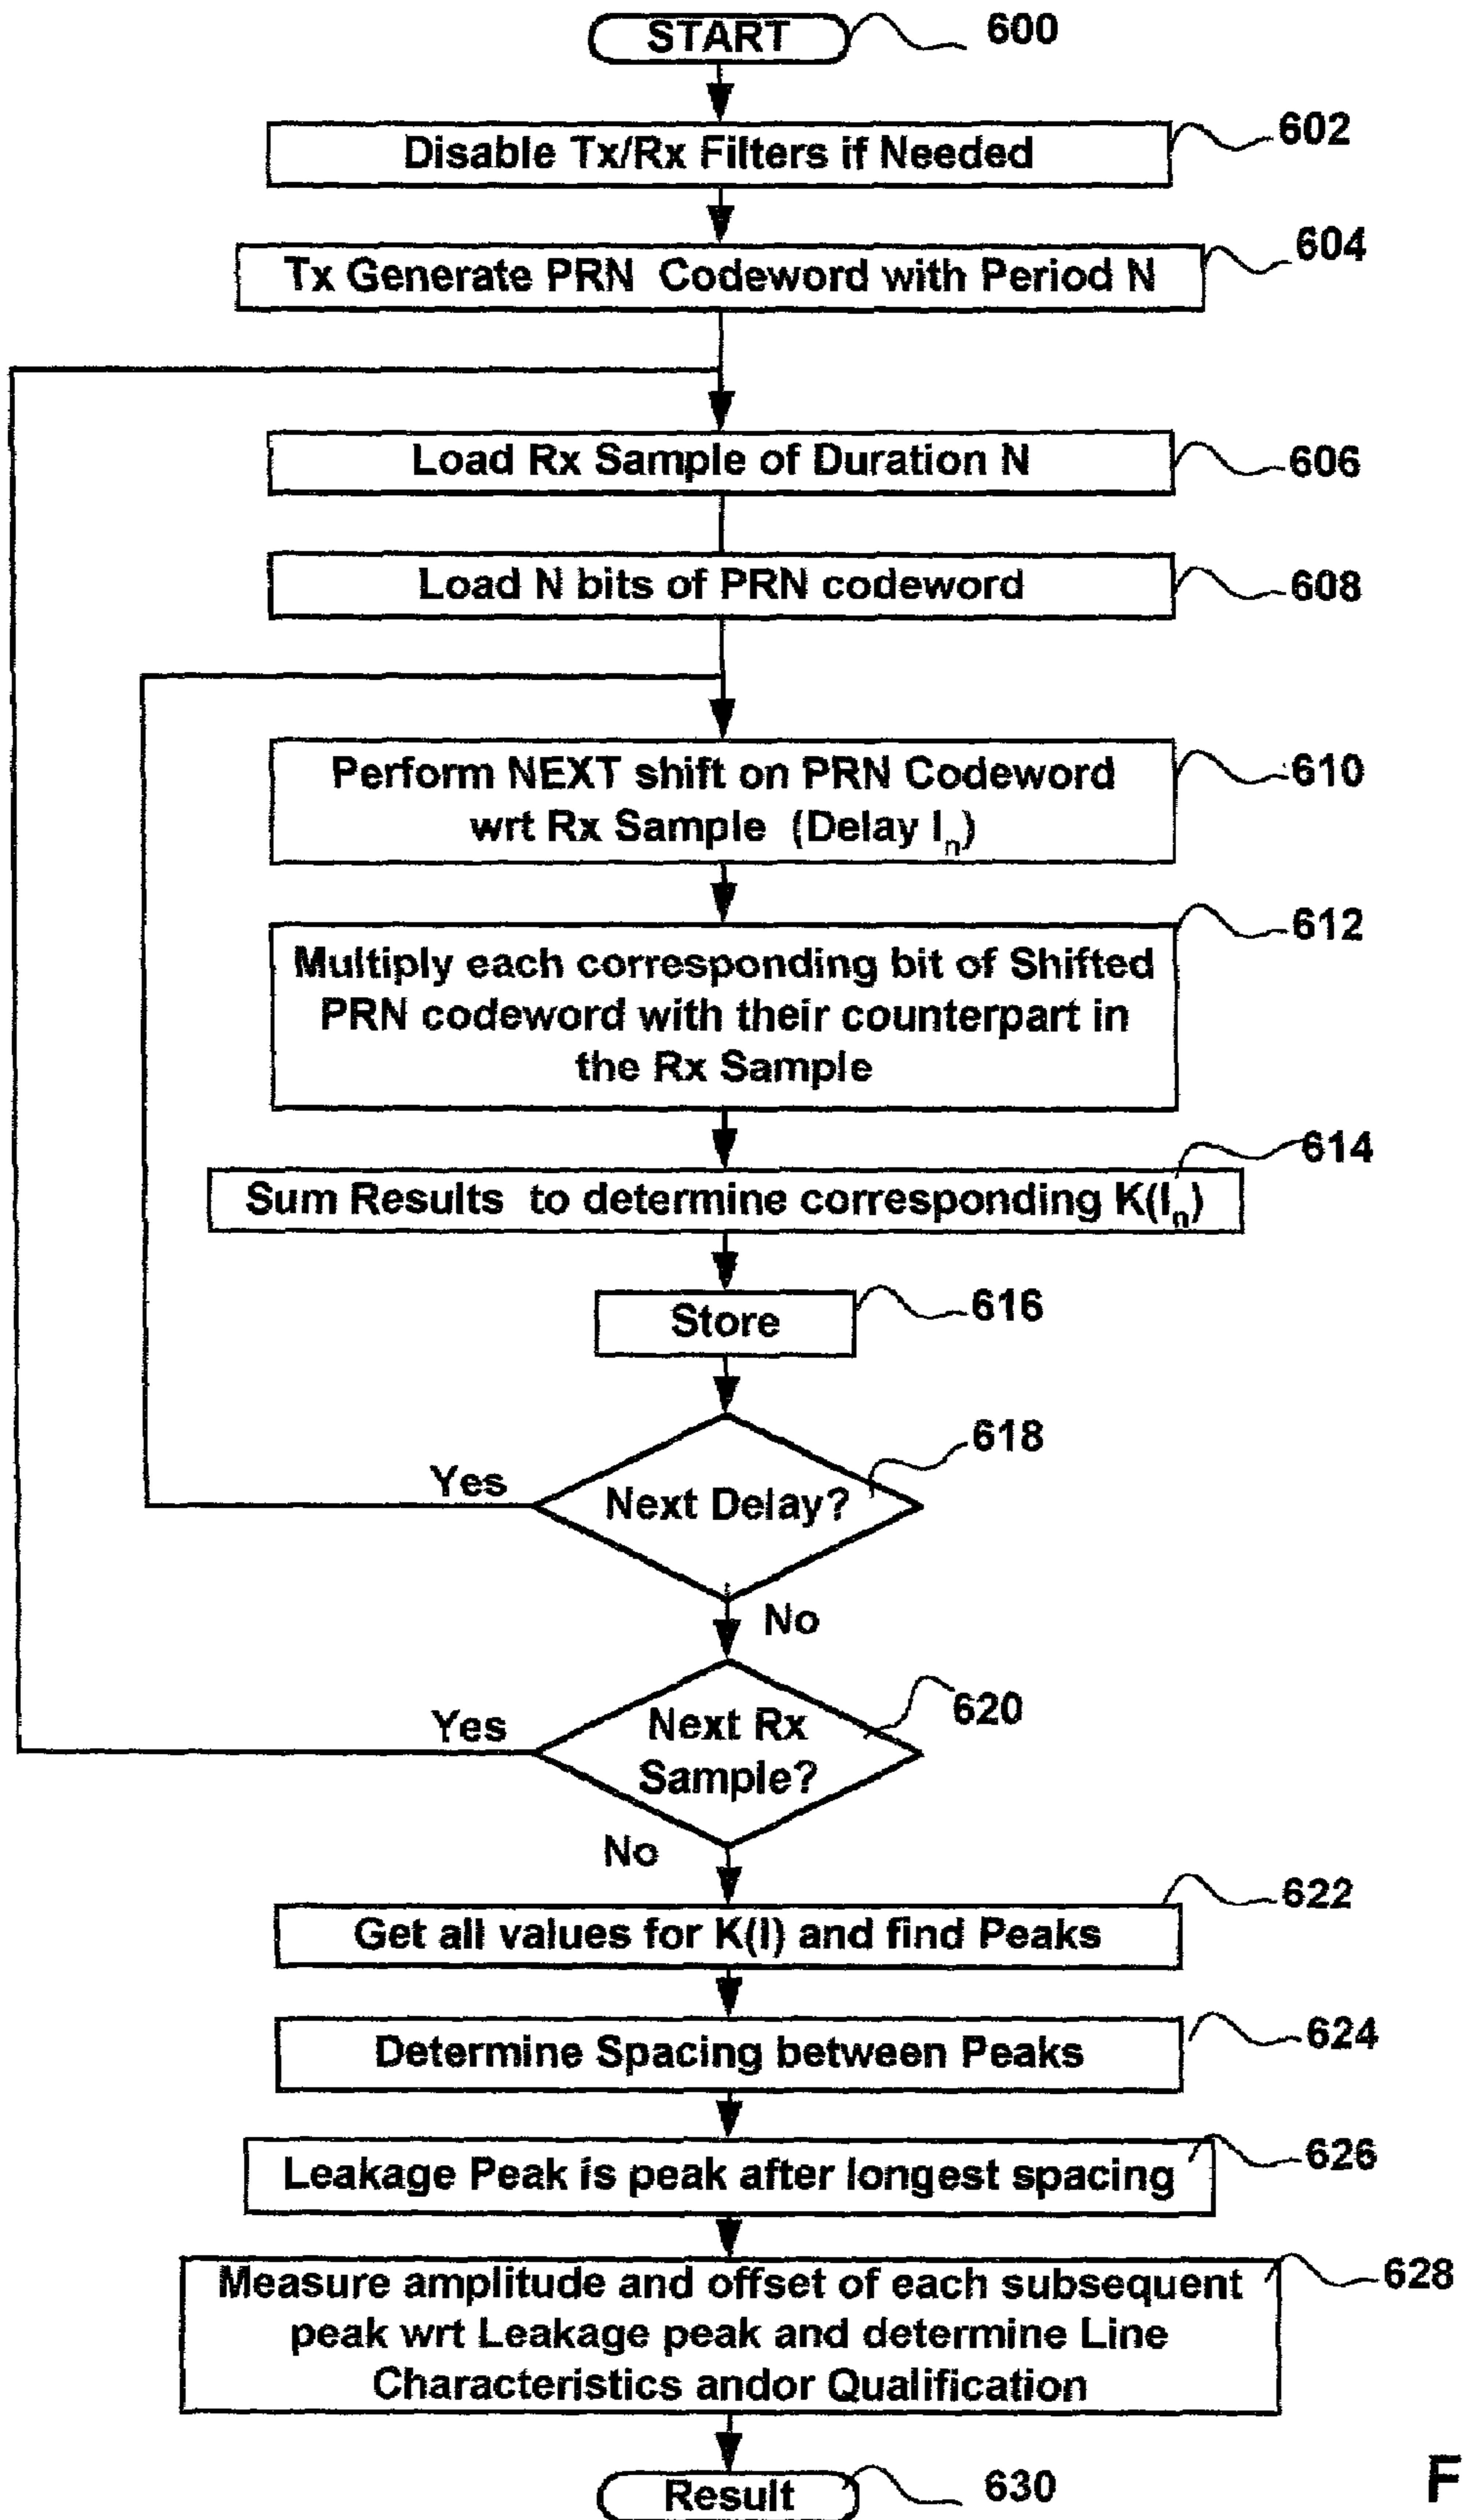 START 600
Disable Tx/Rx Filters if Needed 602
Tx Generate PRN Codeword with Period N 604
Load Rx Sample of Duration N 606
Load N bits of PRN codeword 608
Perform NEXT shift on PRN Codeword 610
wrt Rx Sample (Delay ln)
612
Multiply each corresponding bit of Shifted
PRN codeword with their counterpart in
the Rx Sample
614
Sum Results to determine corresponding K(ln)
Store 616
618
Yes Next Delay?
No
620
Yes Next Rx
Sample?
No
622
Get all values for K(l) and find Peaks
Determine Spacing between Peaks 624
Leakage Peak is peak after longest spacing 626
Measure amplitude and offset of each subsequent 628
peak wrt Leakage peak and determine Line
Characteristics andor Qualification
Result 630
F